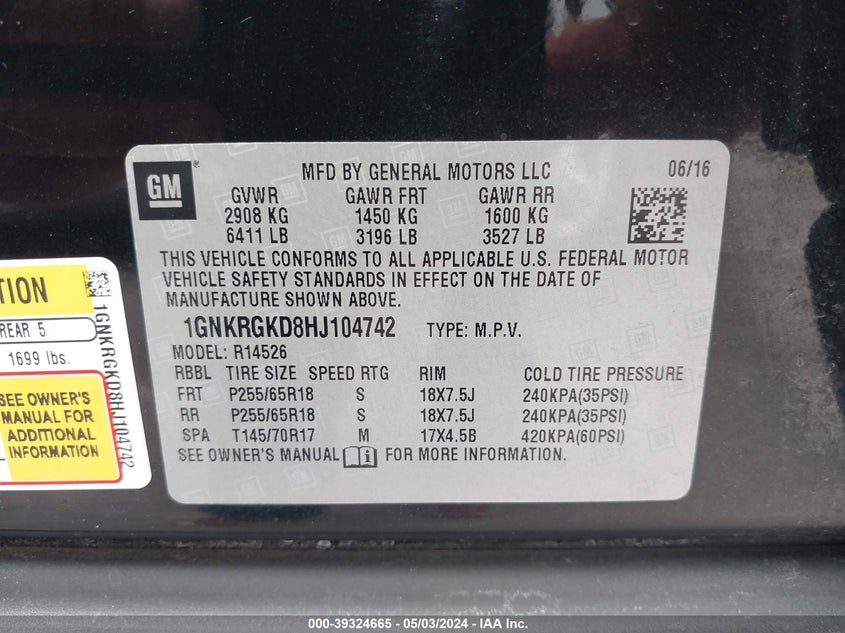 GM
MFD BY GENERAL MOTORS LLC 06/16
GVWR GAWR FRT GAWR RR
2908 KG 1450 KG 1600 KG
6411 LB 3196 LB 3527 LB
THIS VEHICLE CONFORMS TO ALL APPLICABLE U.S. FEDERAL MOTOR
VEHICLE SAFETY STANDARDS IN EFFECT ON THE DATE OF
MANUFACTURE SHOWN ABOVE.
1GNKRGKD8HJ104742 TYPE: M.P.V.
MODEL: R14526
RBBL TIRE SIZE SPEED RTG RIM COLD TIRE PRESSURE
FRT P255/65R18 S 18X7.5J 240KPA(35PSI)
RR P255/65R18 S 18X7.5J 240KPA(35PSI)
SPA T145/70R17 M 17X4.5B 420KPA(60PSI)
SEE OWNER'S MANUAL FOR MORE INFORMATION.
REAR 5
1699 lbs.
SEE OWNER'S
MANUAL FOR
ADDITIONAL
INFORMATION
1GNKRGKD8HJ104742
000-39324665 - 05/03/2024 - IAA Inc.